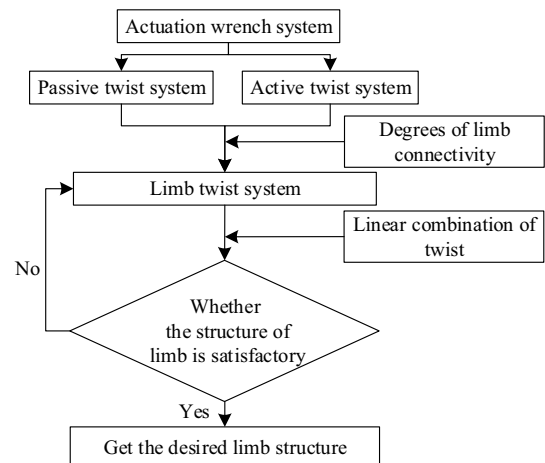 Actuation wrench system
Passive twist system
Active twist system
Degrees of limb
connectivity
Limb twist system
Linear combination of
twist
No
Whether
the structure of
limb is satisfactory
Yes
Get the desired limb structure